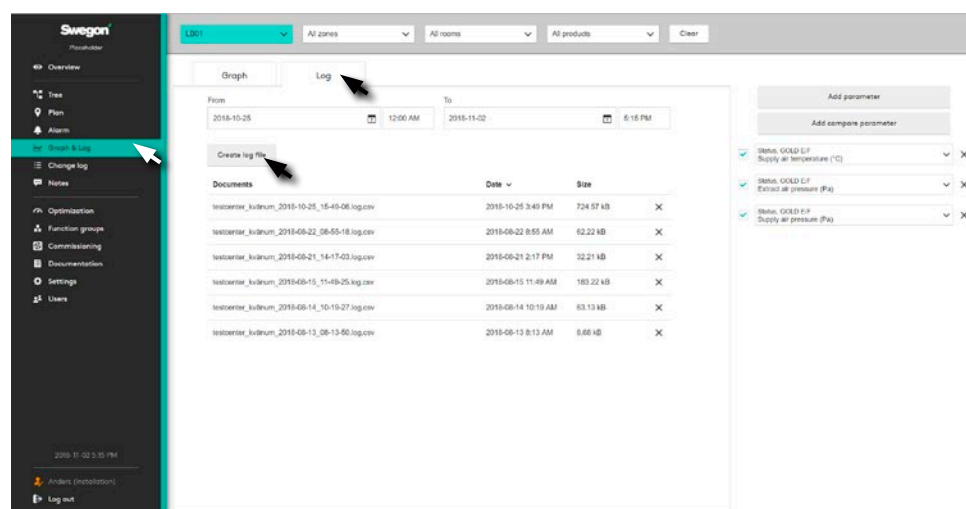 Swegon
Placeholder
Overview
Tree
Plan
Alarm
Graph & Log
Change log
Notes
Optimization
Function groups
Commissioning
Documentation
Settings
Users
2018-11-02 5:15 PM
Anders (Installation)
Log out
LB01
All zones
All rooms
All products
Clear
Graph
Log
From
To
2018-10-25
12:00 AM
2018-11-02
5:15 PM
Create log file
Documents Date Size
testcenter_kvänum_2018-10-25_15-49-06.log.csv 2018-10-25 3:49 PM 724.57 kB
testcenter_kvänum_2018-08-22_08-55-18.log.csv 2018-08-22 8:55 AM 62.22 kB
testcenter_kvänum_2018-08-21_14-17-03.log.csv 2018-08-21 2:17 PM 32.21 kB
testcenter_kvänum_2018-08-15_11-49-25.log.csv 2018-08-15 11:49 AM 183.22 kB
testcenter_kvänum_2018-08-14_10-19-27.log.csv 2018-08-14 10:19 AM 63.13 kB
testcenter_kvänum_2018-08-13_08-13-50.log.csv 2018-08-13 8:13 AM 8.68 kB
Add parameter
Add compare parameter
Status, GOLD E/F
Supply air temperature (°C)
Status, GOLD E/F
Extract air pressure (Pa)
Status, GOLD E/F
Supply air pressure (Pa)